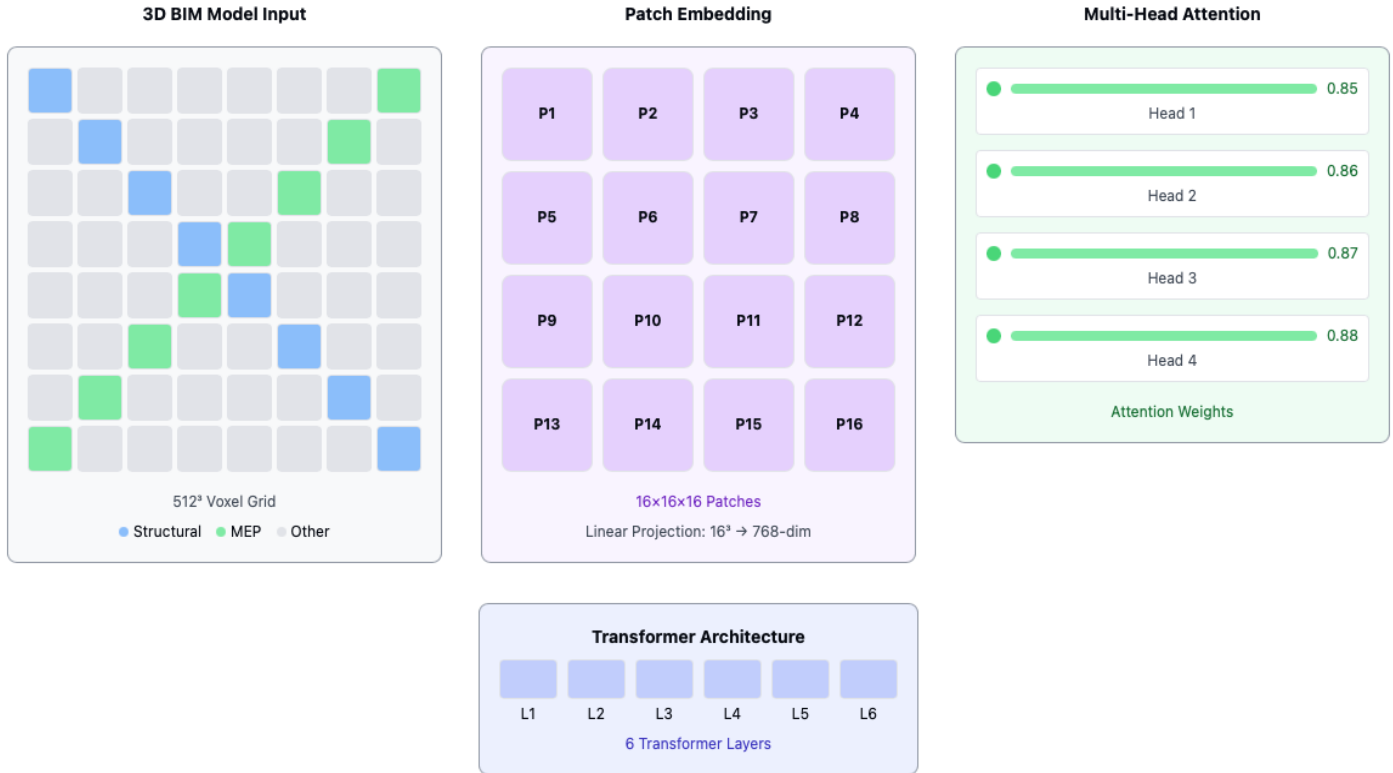 3D BIM Model Input
512³ Voxel Grid
Structural MEP Other
Patch Embedding
P1 P2 P3 P4
P5 P6 P7 P8
P9 P10 P11 P12
P13 P14 P15 P16
16×16×16 Patches
Linear Projection: 16³ → 768-dim
Multi-Head Attention
0.85
Head 1
0.86
Head 2
0.87
Head 3
0.88
Head 4
Attention Weights
Transformer Architecture
L1 L2 L3 L4 L5 L6
6 Transformer Layers